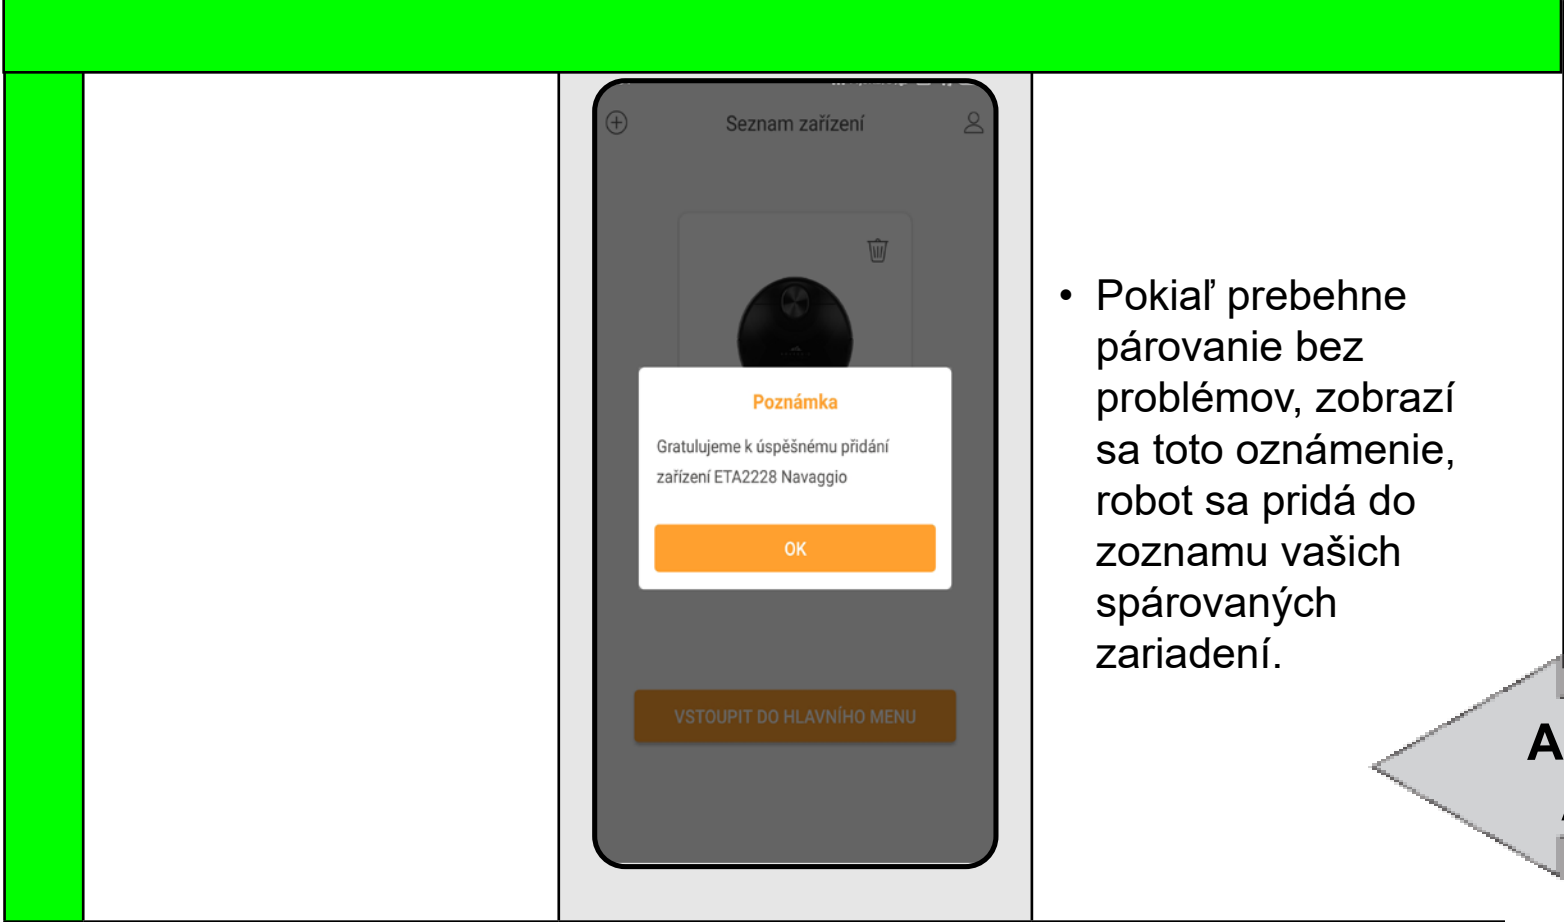 Seznam zařízení
Poznámka
Gratulujeme k úspěšnému přidání
zařízení ETA2228 Navaggio
OK
VSTOUPIT DO HLAVNÍHO MENU
• Pokiaľ prebehne
párovanie bez
problémov, zobrazí
sa toto oznámenie,
robot sa pridá do
zoznamu vašich
spárovaných
zariadení.
A